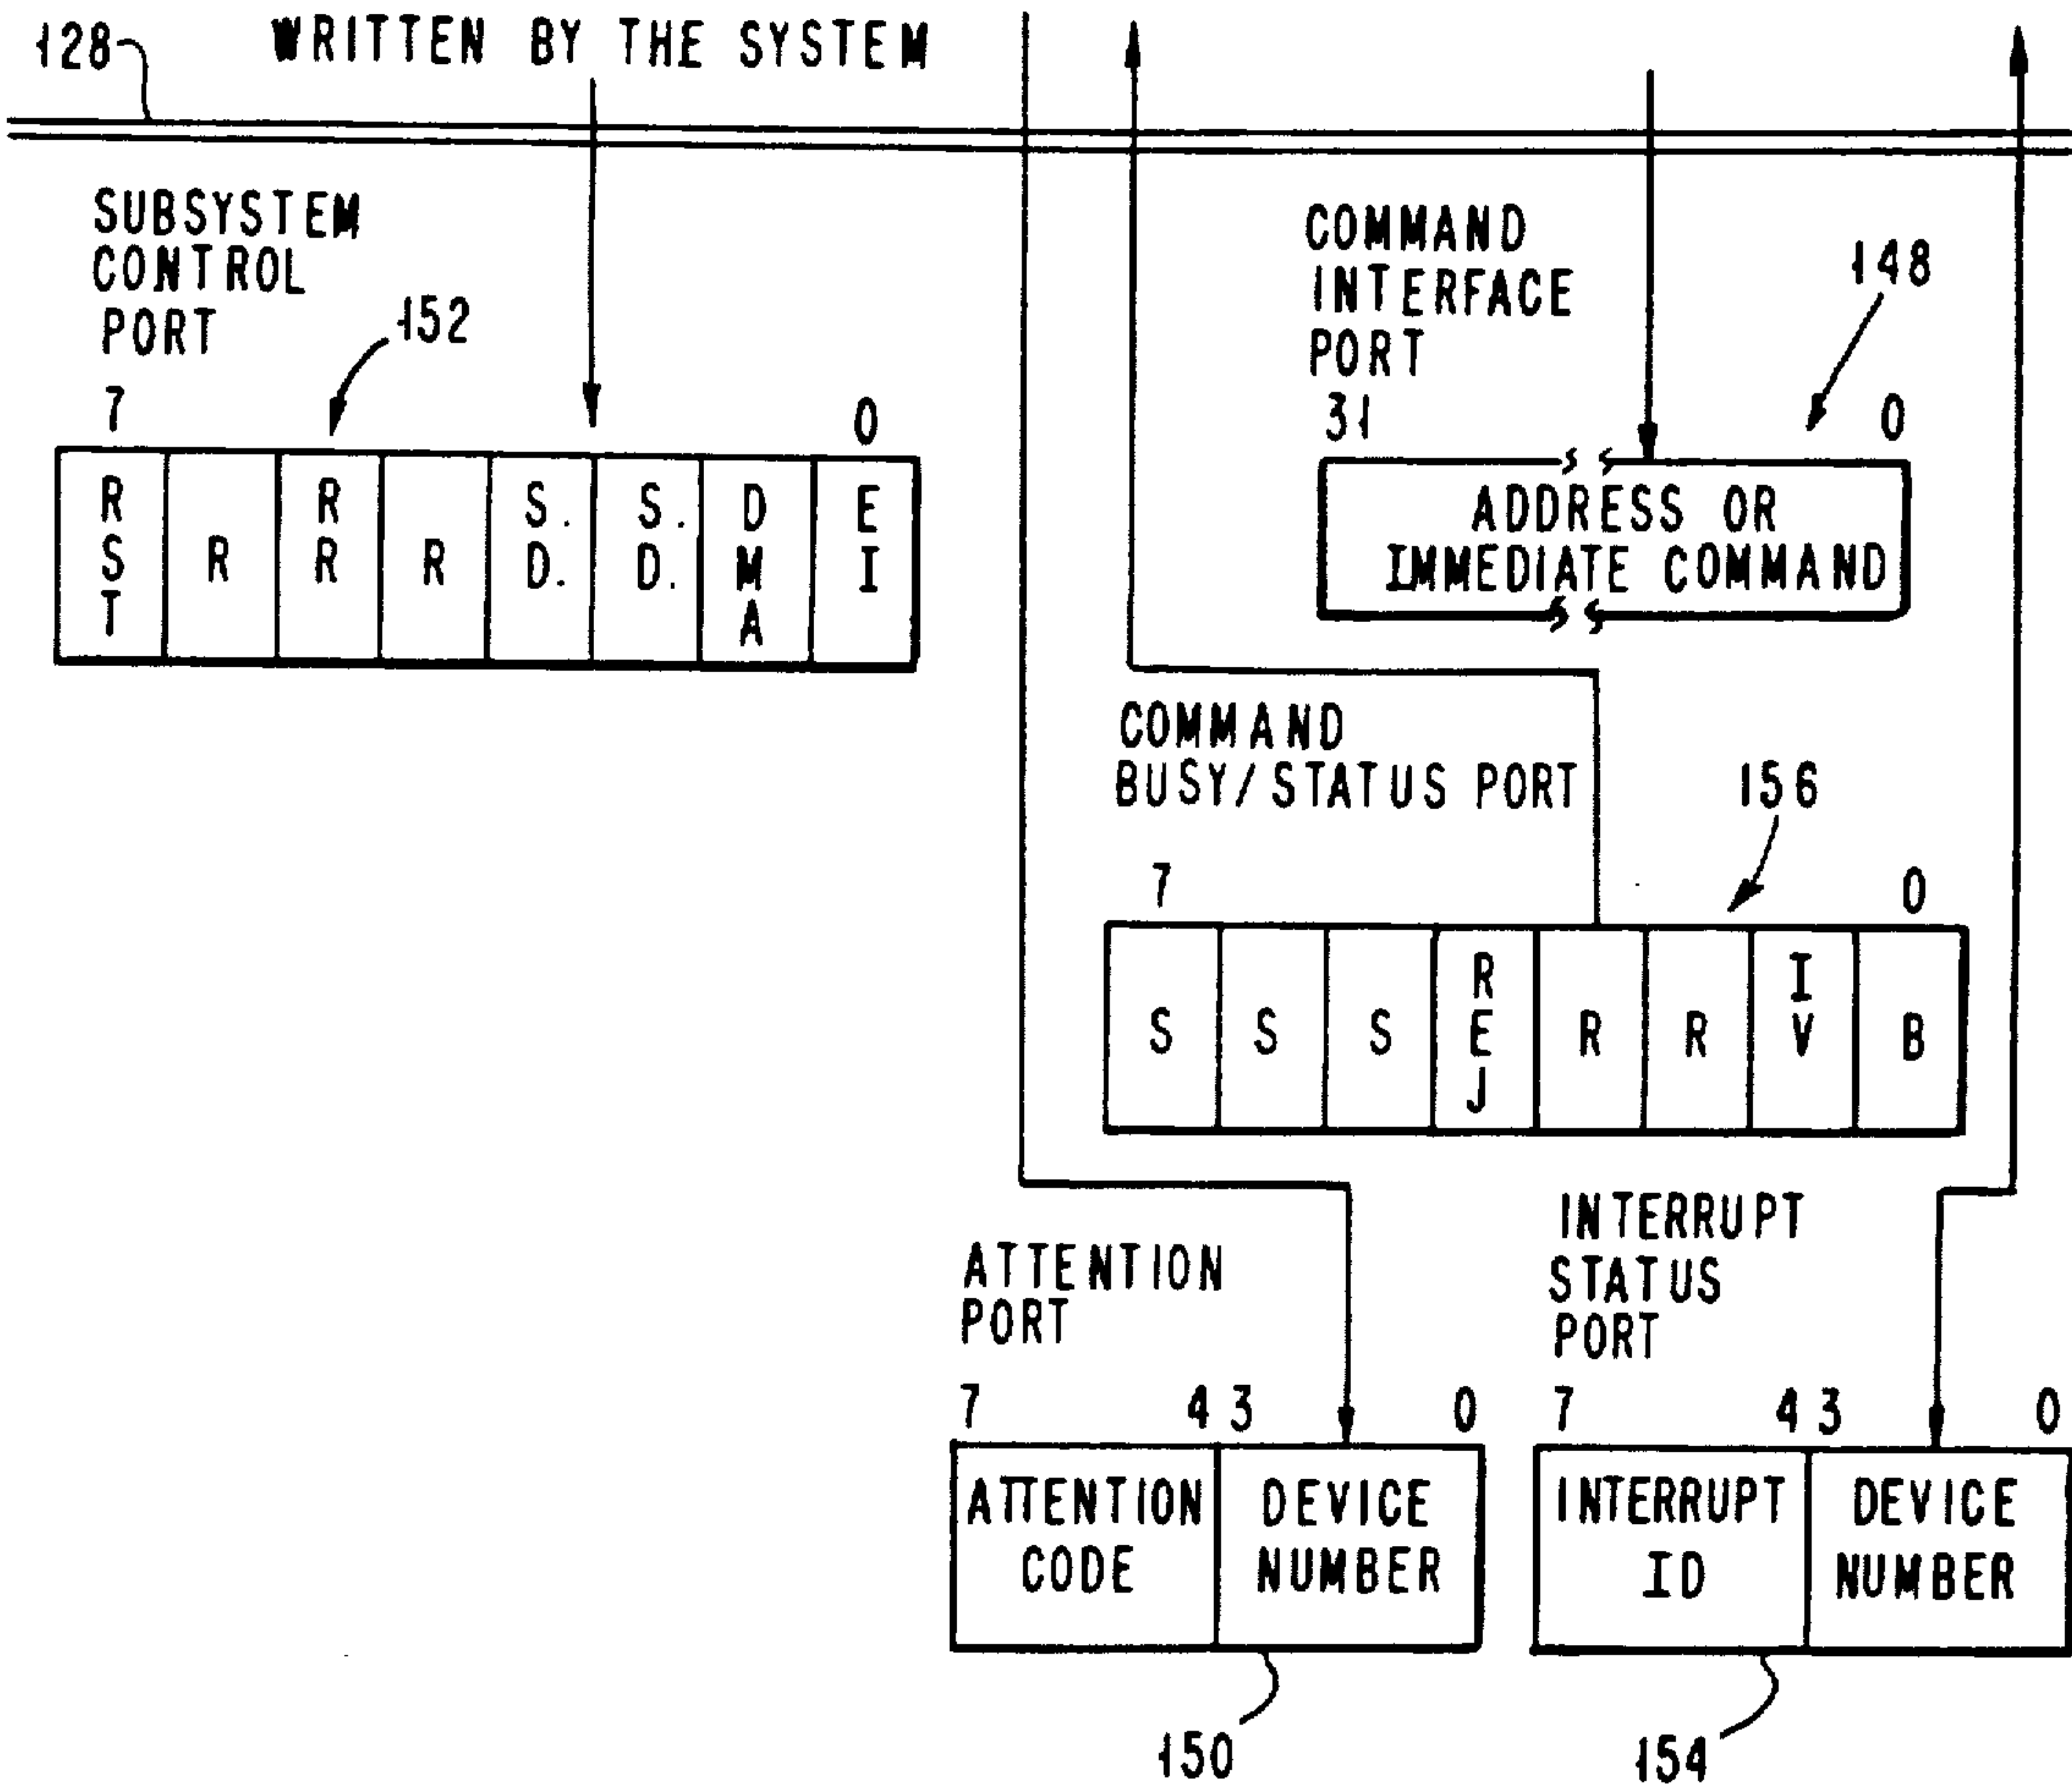 128
WRITTEN BY THE SYSTEM
SUBSYSTEM
CONTROL
PORT
152
7 0
RST R RR R S.D. S.D. DMA EI
COMMAND
INTERFACE
PORT
148
31 0
ADDRESS OR
IMMEDIATE COMMAND
COMMAND
BUSY/STATUS PORT
156
7 0
S S S REJ R R IV B
ATTENTION
PORT
7 4 3 0
ATTENTION
CODE
DEVICE
NUMBER
150
INTERRUPT
STATUS
PORT
7 4 3 0
INTERRUPT
ID
DEVICE
NUMBER
154